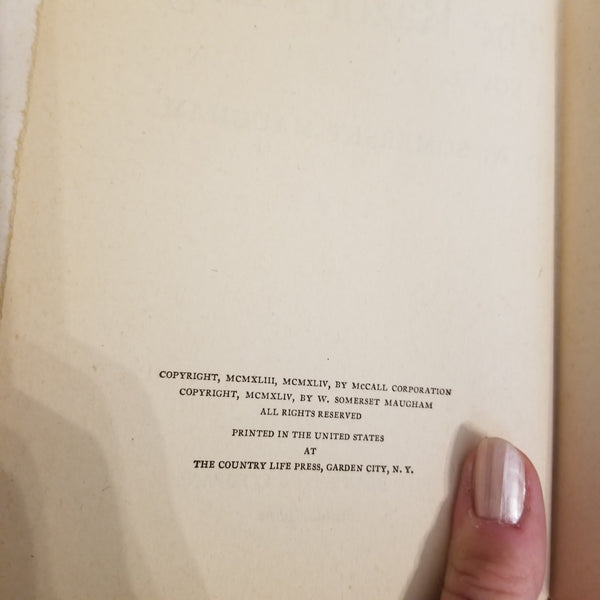 COPYRIGHT, MCMXLIII, MCMXLIV, BY McCALL CORPORATION
COPYRIGHT, MCMXLIV, BY W. SOMERSET MAUGHAM
ALL RIGHTS RESERVED
PRINTED IN THE UNITED STATES
AT
THE COUNTRY LIFE PRESS, GARDEN CITY, N. Y.